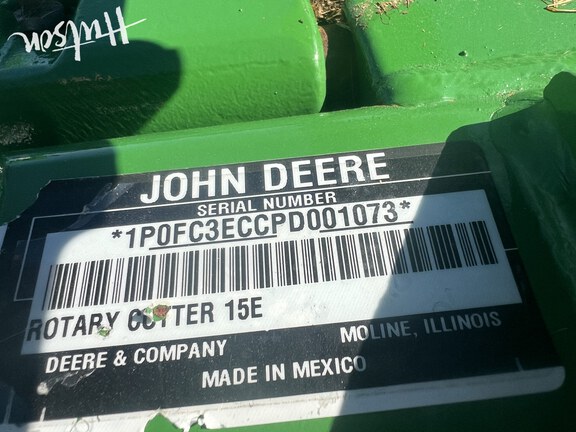 Hutson
JOHN DEERE
SERIAL NUMBER
*1P0FC3ECCPD001073*
ROTARY CUTTER 15E
DEERE & COMPANY MOLINE, ILLINOIS
MADE IN MEXICO